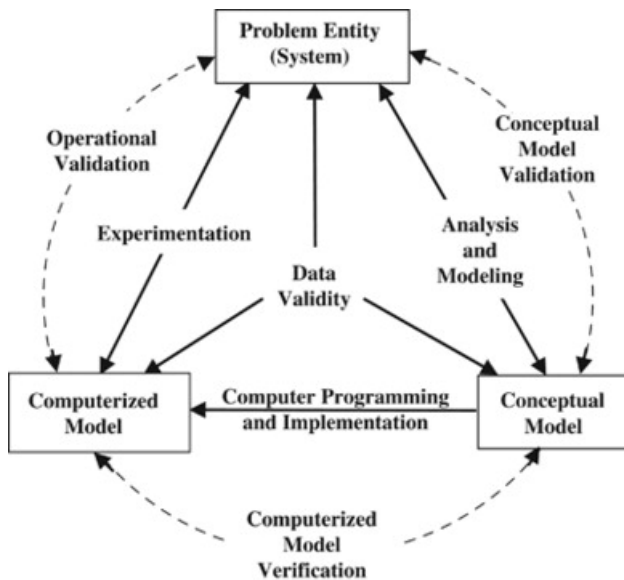 Problem Entity
(System)
Operational
Validation
Conceptual
Model
Validation
Experimentation
Analysis
and
Modeling
Data
Validity
Computerized
Model
Computer Programming
and Implementation
Conceptual
Model
Computerized
Model
Verification